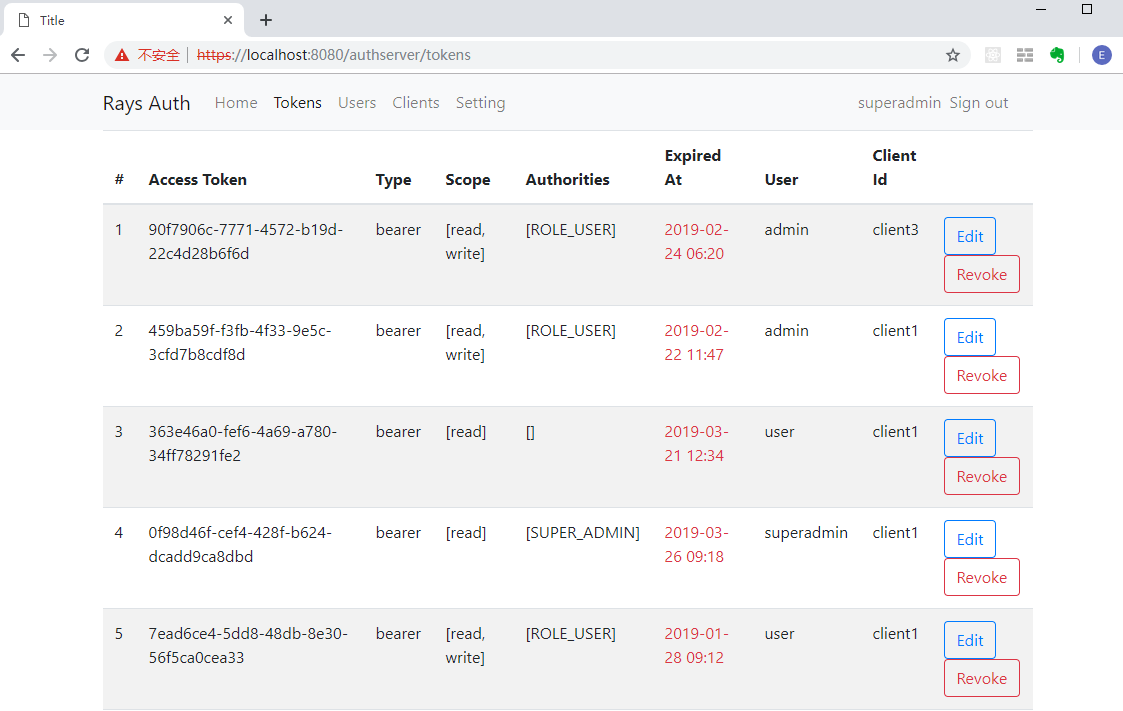 Title
不安全 https://localhost:8080/authserver/tokens
E
Rays Auth Home Tokens Users Clients Setting superadmin Sign out
# Access Token Type Scope Authorities Expired At User Client Id
1 90f7906c-7771-4572-b19d-22c4d28b6f6d bearer [read, write] [ROLE_USER] 2019-02-24 06:20 admin client3 Edit Revoke
2 459ba59f-f3fb-4f33-9e5c-3cfd7b8cdf8d bearer [read, write] [ROLE_USER] 2019-02-22 11:47 admin client1 Edit Revoke
3 363e46a0-fef6-4a69-a780-34ff78291fe2 bearer [read] [] 2019-03-21 12:34 user client1 Edit Revoke
4 0f98d46f-cef4-428f-b624-dcadd9ca8dbd bearer [read] [SUPER_ADMIN] 2019-03-26 09:18 superadmin client1 Edit Revoke
5 7ead6ce4-5dd8-48db-8e30-56f5ca0cea33 bearer [read, write] [ROLE_USER] 2019-01-28 09:12 user client1 Edit Revoke